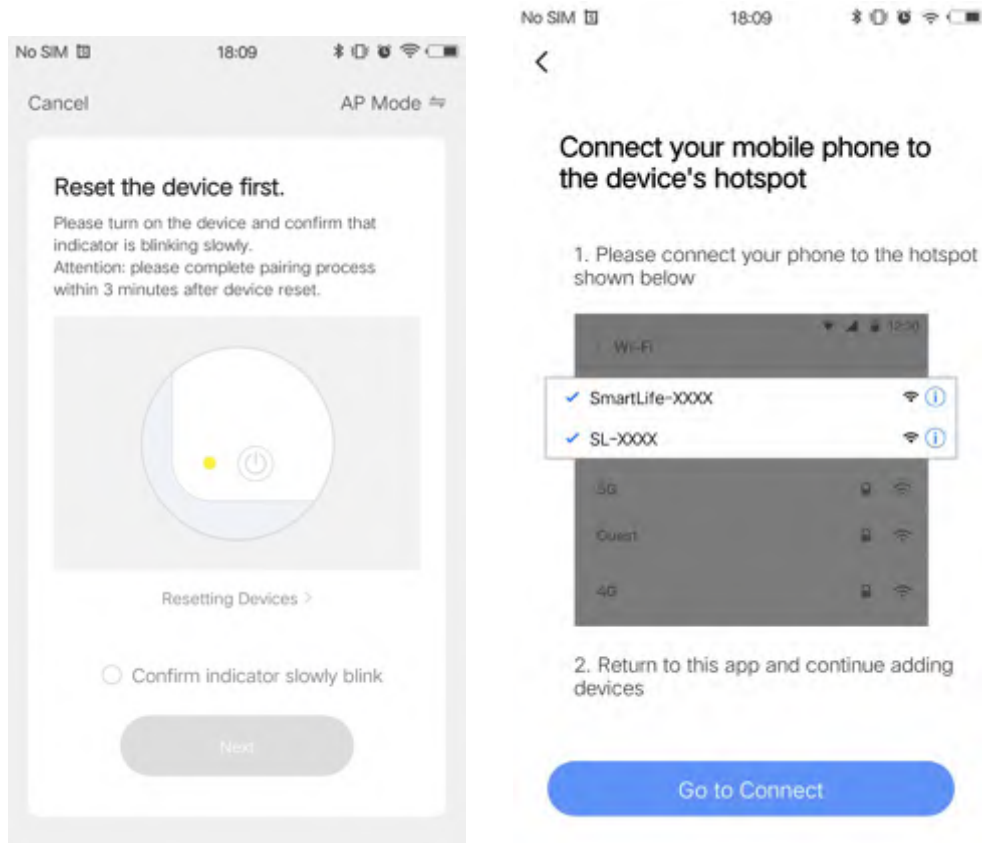 No SIM 18:09
Cancel AP Mode
Reset the device first.
Please turn on the device and confirm that
indicator is blinking slowly.
Attention: please complete pairing process
within 3 minutes after device reset.
Resetting Devices >
Confirm indicator slowly blink
Next
No SIM 18:09
Connect your mobile phone to
the device's hotspot
1. Please connect your phone to the hotspot
shown below
12:30
Wi-Fi
SmartLife-XXXX
SL-XXXX
5G
Guest
4G
2. Return to this app and continue adding
devices
Go to Connect